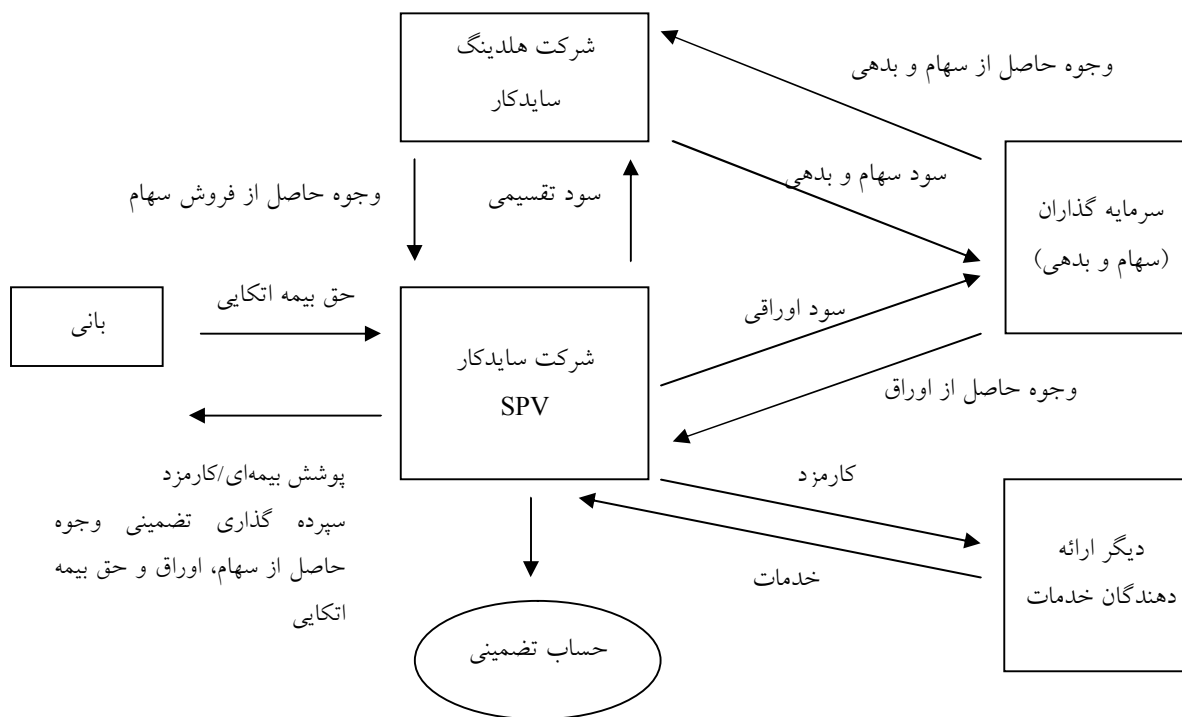 شرکت هلدینگ
سایدکار
وجوه حاصل از سهام و بدهی
سود سهام و بدهی
سرمایه گذاران
(سهام و بدهی)
سود تقسیمی
وجوه حاصل از فروش سهام
حق بیمه اتکایی
بانی
سود اوراقی
شرکت سایدکار
SPV
وجوه حاصل از اوراق
پوشش بیمه‌ای/کارمزد
سپرده گذاری تضمینی وجوه
حاصل از سهام، اوراق و حق بیمه
اتکایی
کارمزد
خدمات
دیگر ارائه
دهندگان خدمات
حساب تضمینی